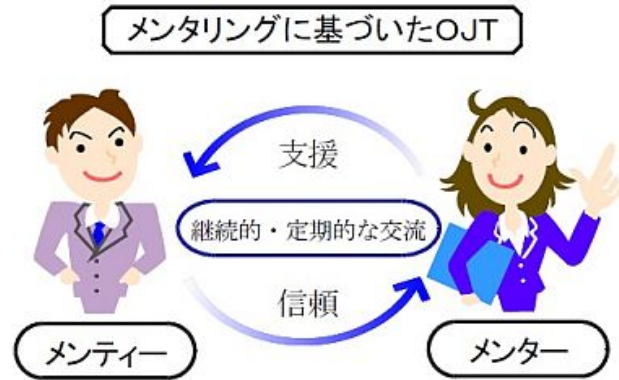 メンタリングに基づいたOJT
支援
継続的・定期的な交流
信頼
メンティー
メンター